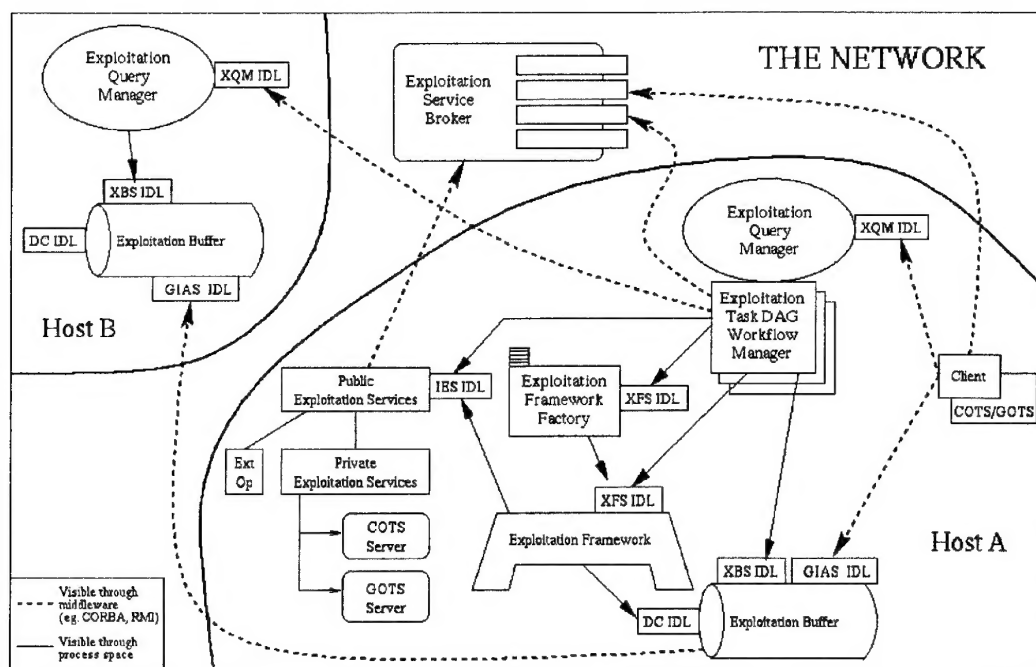 THE NETWORK
Exploitation
Query
Manager
XQM IDL
XBS IDL
DC IDL
Exploitation Buffer
GIAS IDL
Host B
Exploitation
Service
Broker
Exploitation
Query
Manager
XQM IDL
Exploitation
Task DAG
Workflow
Manager
Client
COTS/GOTS
Public
Exploitation Services
IES IDL
Exploitation
Framework
Factory
XFS IDL
Ext
Op
Private
Exploitation Services
COTS
Server
GOTS
Server
XFS IDL
Exploitation Framework
Host A
XBS IDL
GIAS IDL
DC IDL
Exploitation Buffer
Visible through
middleware
(eg. CORBA, RMI)
Visible through
process space